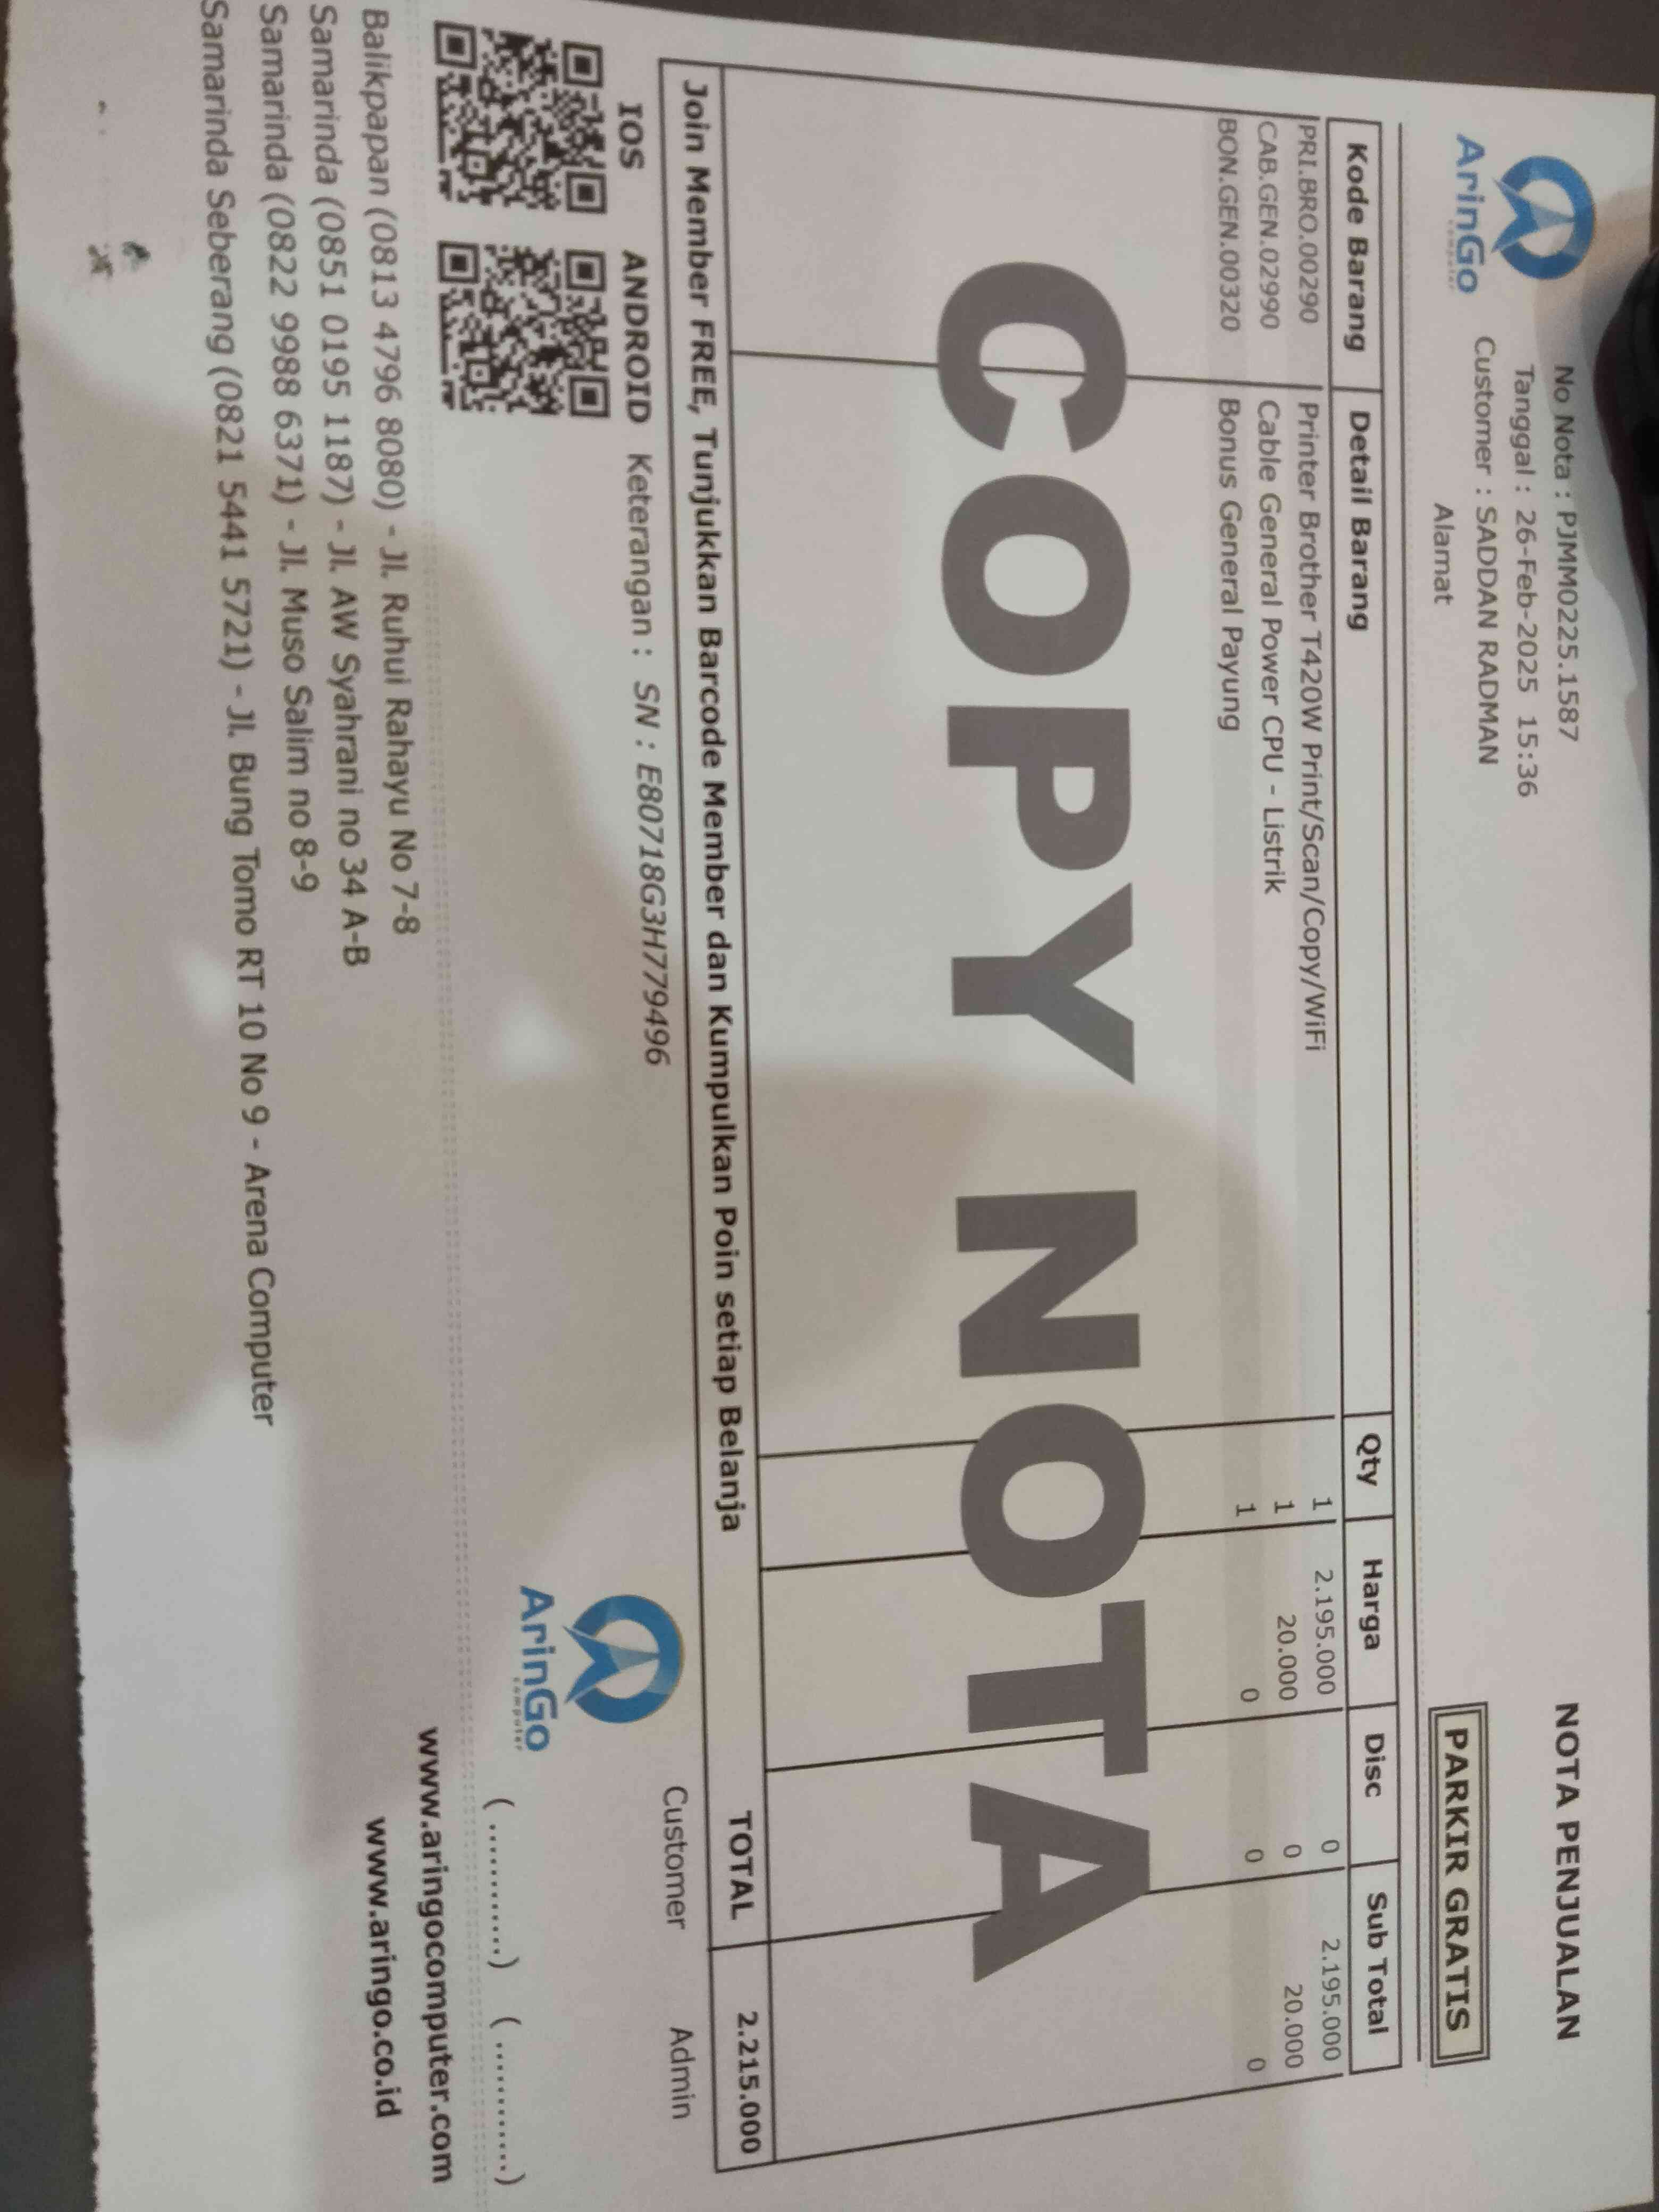 ArinGo
computer
No Nota : PJMM0225.1587
Tanggal : 26-Feb-2025 15:36
Customer : SADDAN RADMAN
Alamat
NOTA PENJUALAN
PARKIR GRATIS
Kode Barang Detail Barang Qty Harga Disc Sub Total
PRI.BRO.00290 Printer Brother T420W Print/Scan/Copy/WiFi 1 2.195.000 0 2.195.000
CAB.GEN.02990 Cable General Power CPU - Listrik 1 20.000 0 20.000
BON.GEN.00320 Bonus General Payung 1 0 0 0
COPY NOTA
Join Member FREE, Tunjukkan Barcode Member dan Kumpulkan Poin setiap Belanja TOTAL 2.215.000
IOS ANDROID Keterangan : SN : E80718G3H779496
Customer Admin
ArinGo
computer
( ............) ( ............)
Balikpapan (0813 4796 8080) - Jl. Ruhui Rahayu No 7-8
Samarinda (0851 0195 1187) - Jl. AW Syahrani no 34 A-B
Samarinda (0822 9988 6371) - Jl. Muso Salim no 8-9
Samarinda Seberang (0821 5441 5721) - Jl. Bung Tomo RT 10 No 9 - Arena Computer
www.aringocomputer.com
www.aringo.co.id